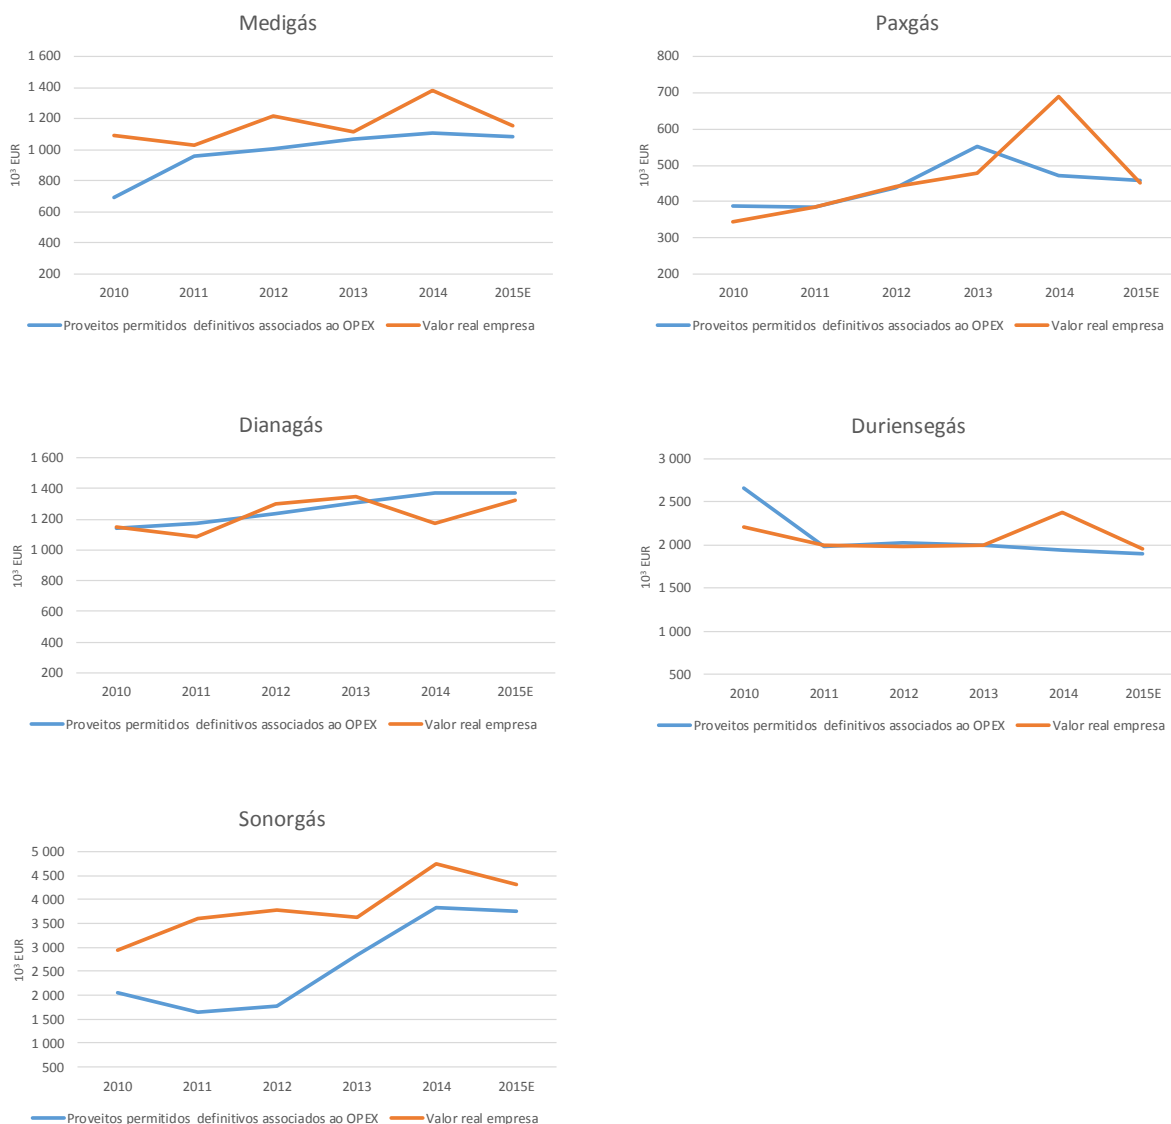 Medigás
1 600
1 400
1 200
1 000
800
600
400
200
10³ EUR
2010 2011 2012 2013 2014 2015E
Proveitos permitidos definitivos associados ao OPEX Valor real empresa
Paxgás
800
700
600
500
400
300
200
10³ EUR
2010 2011 2012 2013 2014 2015E
Proveitos permitidos definitivos associados ao OPEX Valor real empresa
Dianagás
1 600
1 400
1 200
1 000
800
600
400
200
10³ EUR
2010 2011 2012 2013 2014 2015E
Proveitos permitidos definitivos associados ao OPEX Valor real empresa
Duriensegás
3 000
2 500
2 000
1 500
1 000
500
10³ EUR
2010 2011 2012 2013 2014 2015E
Proveitos permitidos definitivos associados ao OPEX Valor real empresa
Sonorgás
5 000
4 500
4 000
3 500
3 000
2 500
2 000
1 500
1 000
500
10³ EUR
2010 2011 2012 2013 2014 2015E
Proveitos permitidos definitivos associados ao OPEX Valor real empresa